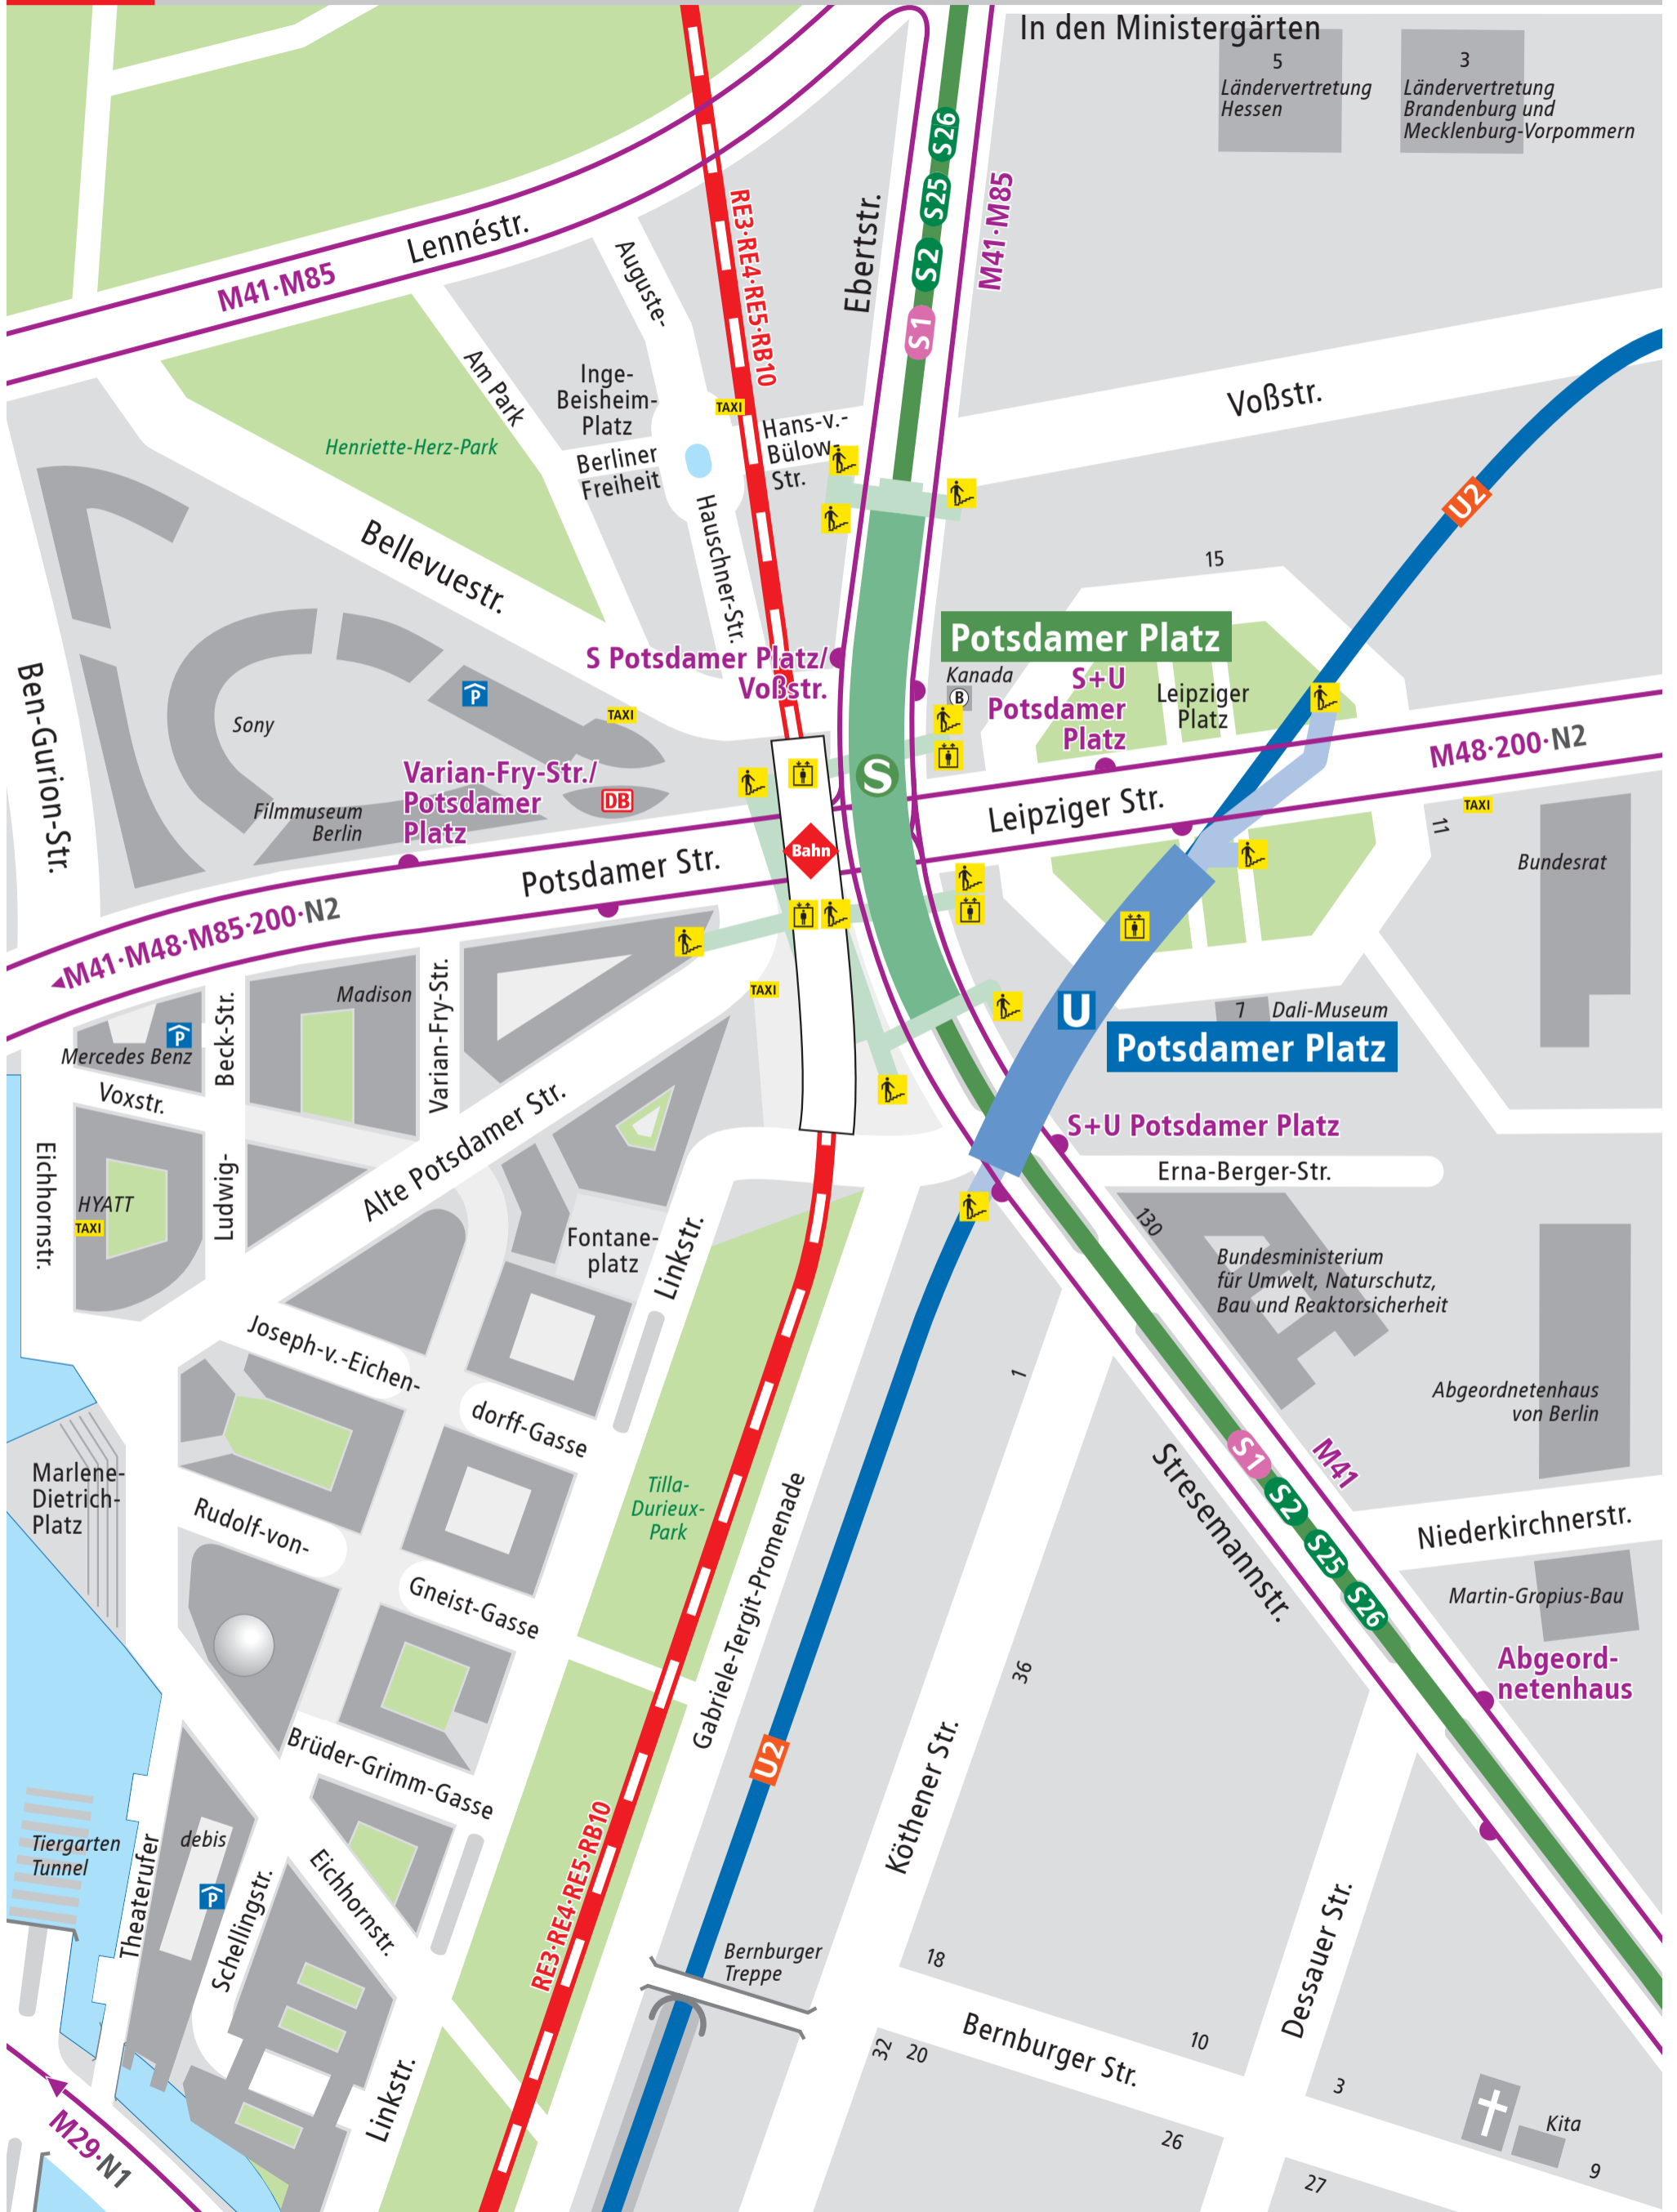 In den Ministergärten
5
Ländervertretung
Hessen
3
Ländervertretung
Brandenburg und
Mecklenburg-Vorpommern
S26
S25
S2
S1
M41·M85
Ebertstr.
RE3·RE4·RE5·RB10
Lennéstr.
M41·M85
Auguste-
Am Park
Inge-
Beisheim-
Platz
TAXI
Hans-v.-
Bülow-
Str.
Berliner
Freiheit
Henriette-Herz-Park
Hauschner-Str.
Voßstr.
U2
Bellevuestr.
15
Potsdamer Platz
Kanada
B
S+U
Potsdamer
Platz
Leipziger
Platz
S Potsdamer Platz/
Voßstr.
Ben-Gurion-Str.
Sony
P
TAXI
Varian-Fry-Str./
Potsdamer
Platz
Filmmuseum
Berlin
DB
S
M48·200·N2
Leipziger Str.
TAXI
11
Bundesrat
Bahn
Potsdamer Str.
M41·M48·M85·200·N2
Madison
Varian-Fry-Str.
TAXI
Beck-Str.
P
Mercedes Benz
Voxstr.
7
Dali-Museum
U
Potsdamer Platz
S+U Potsdamer Platz
Erna-Berger-Str.
Alte Potsdamer Str.
Eichhornstr.
HYATT
TAXI
Ludwig-
Fontane-
platz
Linkstr.
130
Bundesministerium
für Umwelt, Naturschutz,
Bau und Reaktorsicherheit
Joseph-v.-Eichen-
dorff-Gasse
1
Abgeordnetenhaus
von Berlin
S1
S2
S25
S26
M41
Stresemannstr.
Niederkirchnerstr.
Martin-Gropius-Bau
Abgeord-
netenhaus
Marlene-
Dietrich-
Platz
Rudolf-von-
Gneist-Gasse
Tilla-
Durieux-
Park
Gabriele-Tergit-Promenade
36
Köthener Str.
U2
Brüder-Grimm-Gasse
RE3·RE4·RE5·RB10
Tiergarten
Tunnel
debis
P
Theaterufer
Schellingstr.
Eichhornstr.
Bernburger
Treppe
18
Bernburger Str.
10
Dessauer Str.
32
20
3
Kita
26
9
27
Linkstr.
M29·N1